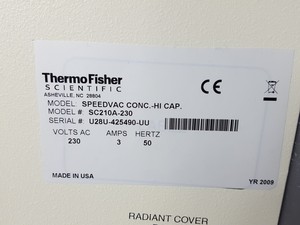 ThermoFisher
SCIENTIFIC
ASHEVILLE, NC 28804
MODEL: SPEEDVAC CONC.-HI CAP.
MODEL # SC210A-230
SERIAL # U28U-425490-UU
VOLTS AC AMPS HERTZ
230 3 50
MADE IN USA YR 2009
RADIANT COVER